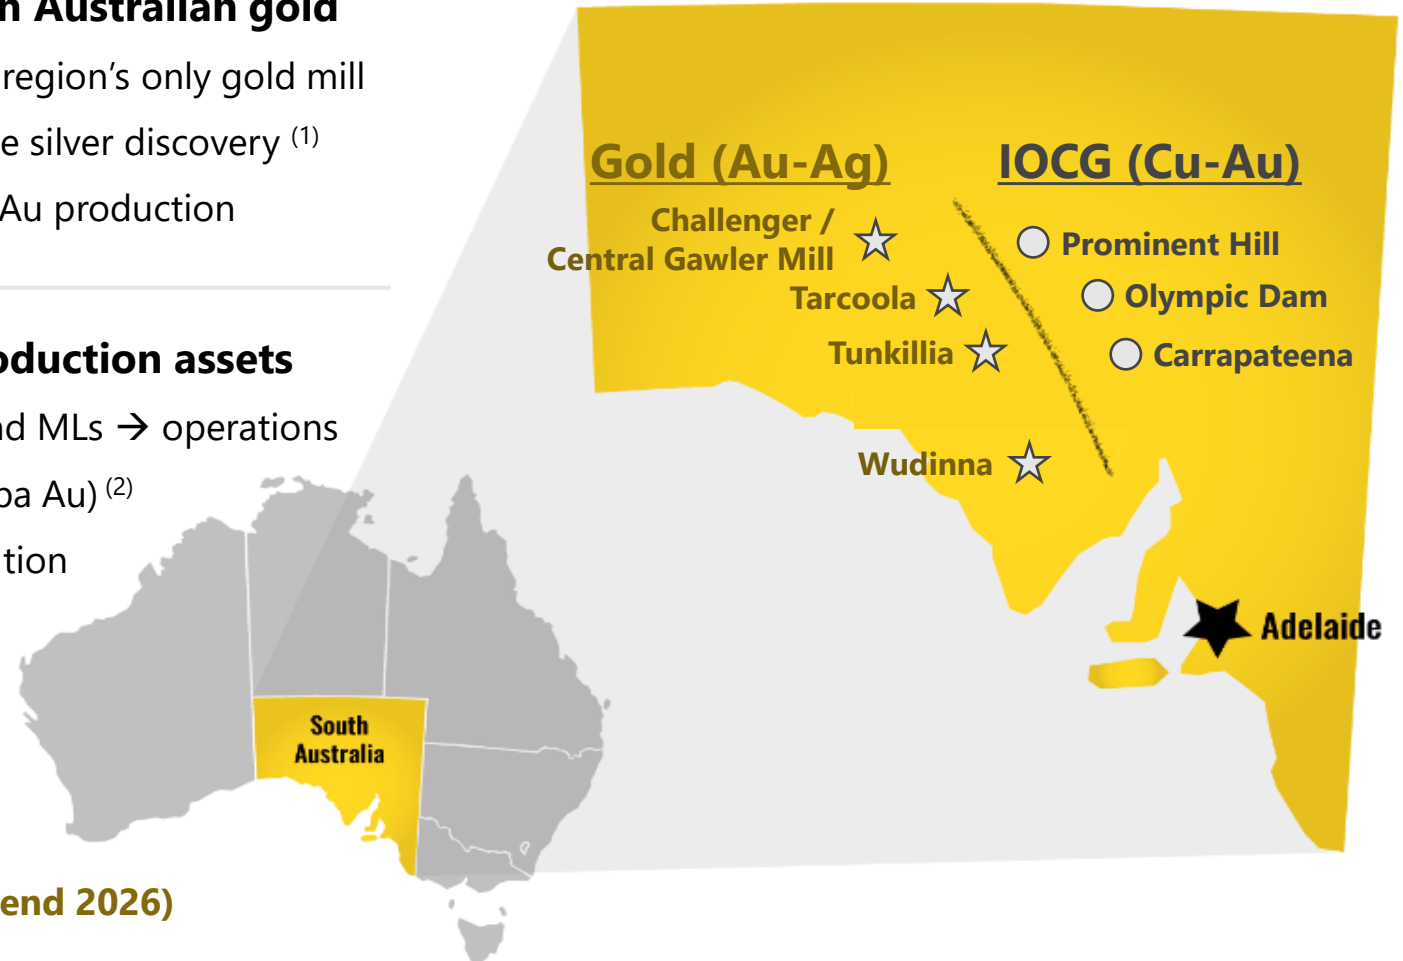 n Australian gold
region’s only gold mill
e silver discovery (1)
Au production
oduction assets
nd MLs → operations
pa Au) (2)
tion
end 2026)
Gold (Au-Ag)
IOCG (Cu-Au)
Challenger /
Central Gawler Mill
Tarcoola
Tunkillia
Wudinna
Prominent Hill
Olympic Dam
Carrapateena
Adelaide
South
Australia